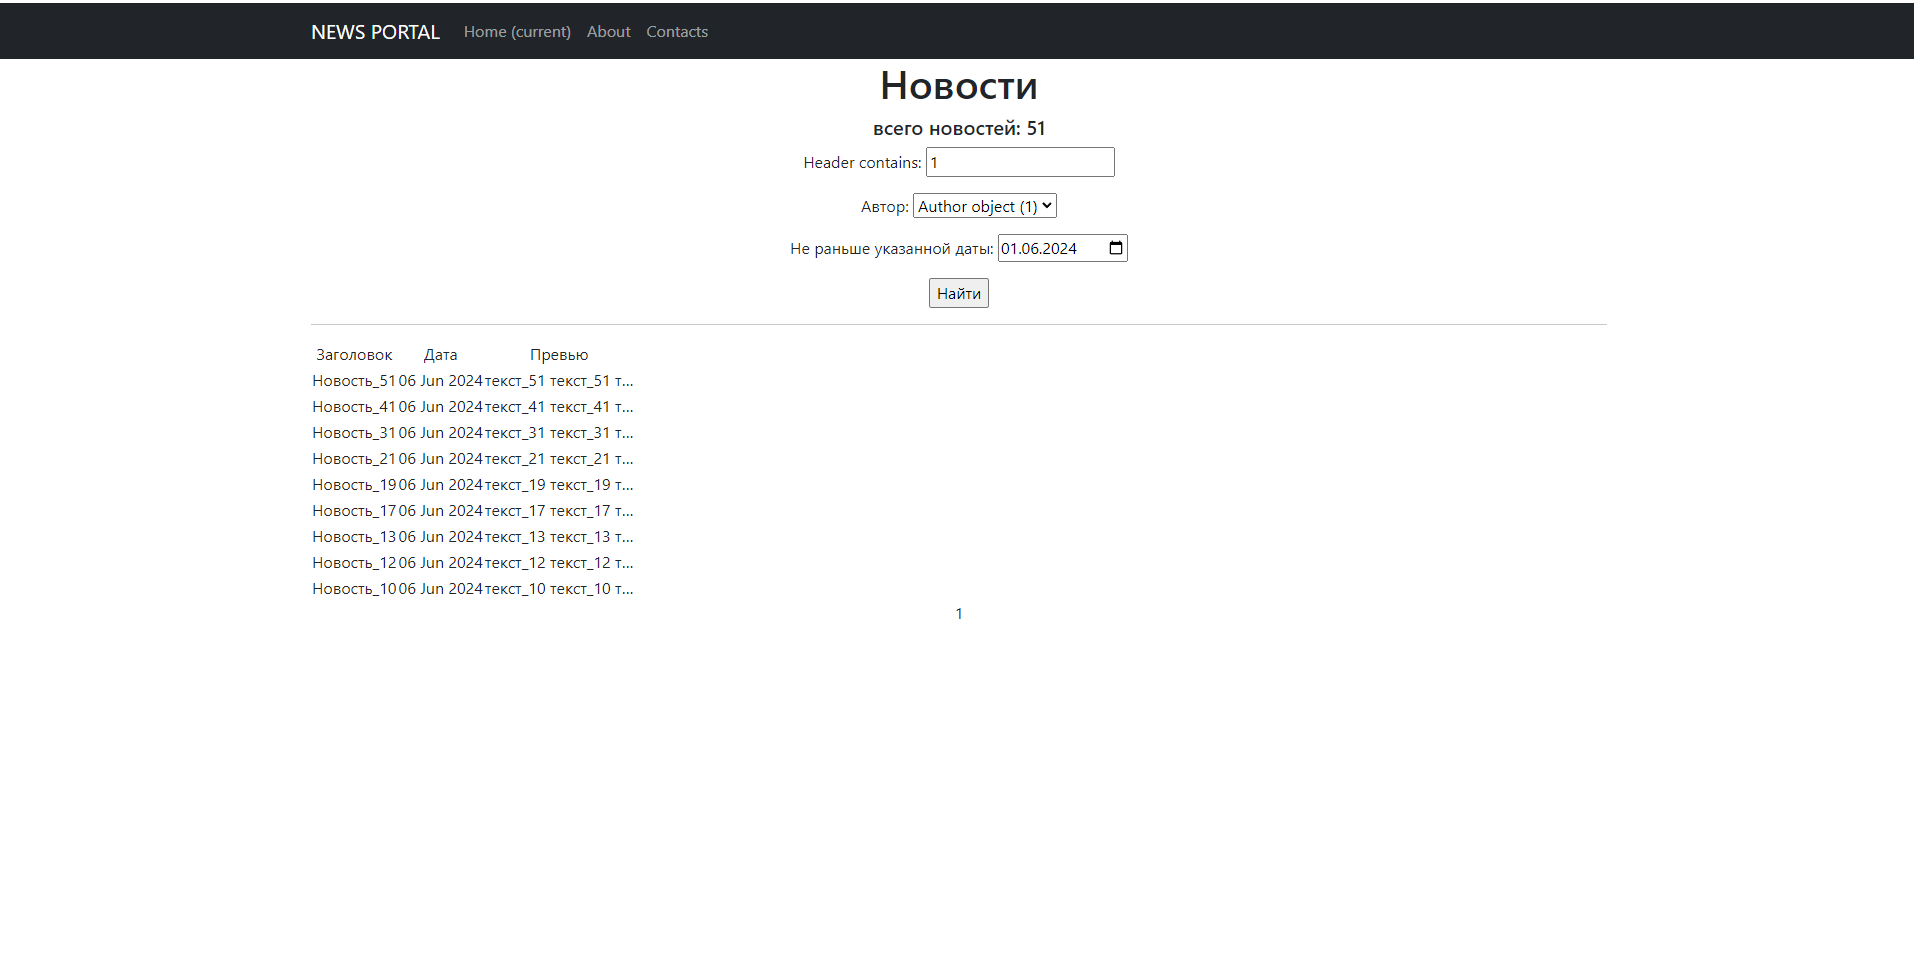 NEWS PORTAL Home (current) About Contacts
Новости
всего новостей: 51
Header contains: 1
Автор: Author object (1)
Не раньше указанной даты: 01.06.2024
Найти
Заголовок Дата Превью
Новость_51 06 Jun 2024 текст_51 текст_51 т...
Новость_41 06 Jun 2024 текст_41 текст_41 т...
Новость_31 06 Jun 2024 текст_31 текст_31 т...
Новость_21 06 Jun 2024 текст_21 текст_21 т...
Новость_19 06 Jun 2024 текст_19 текст_19 т...
Новость_17 06 Jun 2024 текст_17 текст_17 т...
Новость_13 06 Jun 2024 текст_13 текст_13 т...
Новость_12 06 Jun 2024 текст_12 текст_12 т...
Новость_10 06 Jun 2024 текст_10 текст_10 т...
1